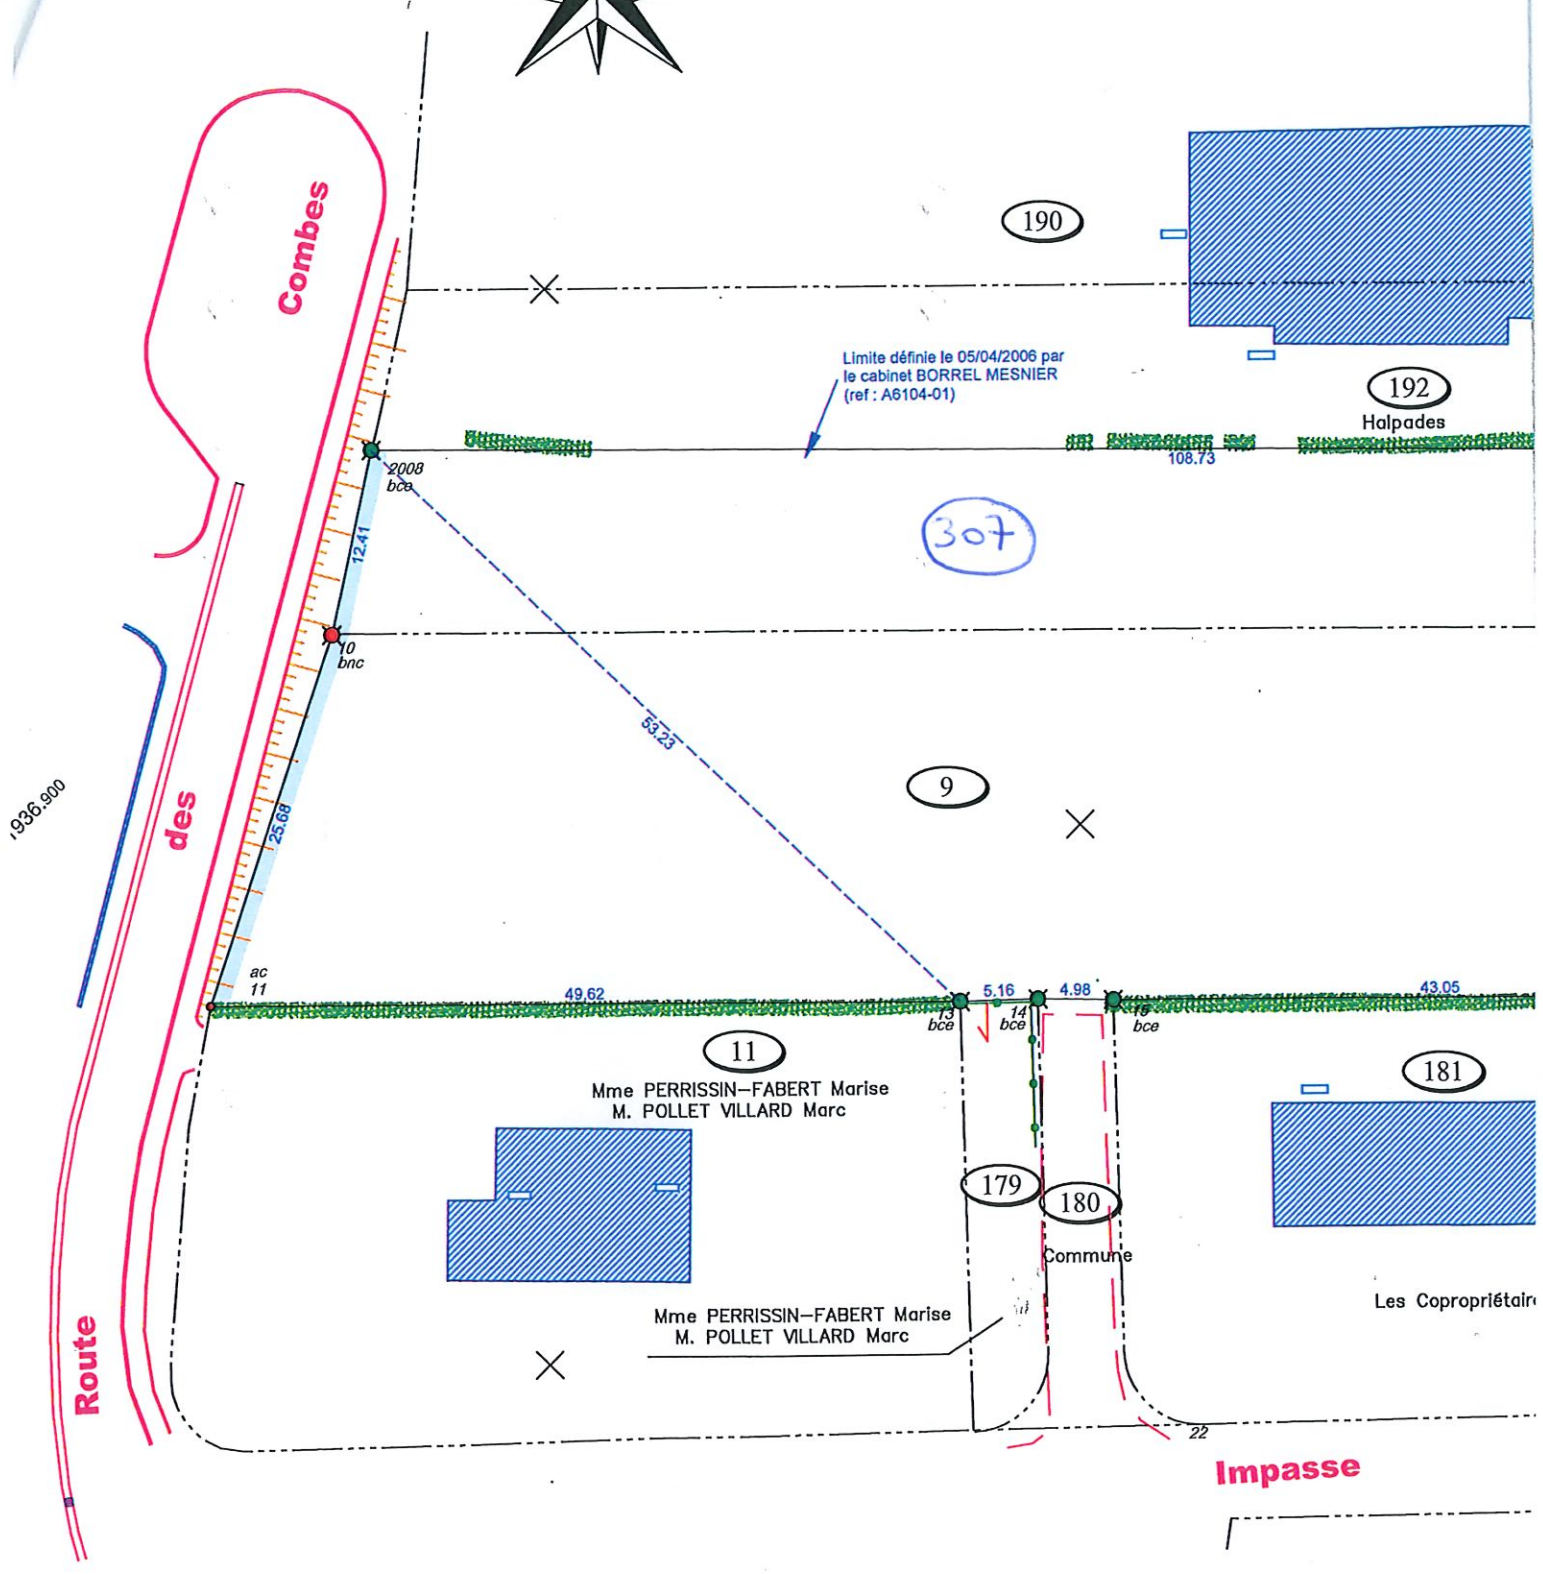 Combes
190
Limite définie le 05/04/2006 par
le cabinet BORREL MESNIER
(ref : A6104-01)
192
Halpades
108.73
2008
bce
307
12.41
10
bnc
53.23
9
936.900
des
25.68
ac
11
49,62
5.16
4.98
43.05
13
bce
14
bce
15
bce
11
Mme PERRISSIN-FABERT Marise
M. POLLET VILLARD Marc
181
179
180
Commune
Mme PERRISSIN-FABERT Marise
M. POLLET VILLARD Marc
Les Copropriétair
Route
22
Impasse